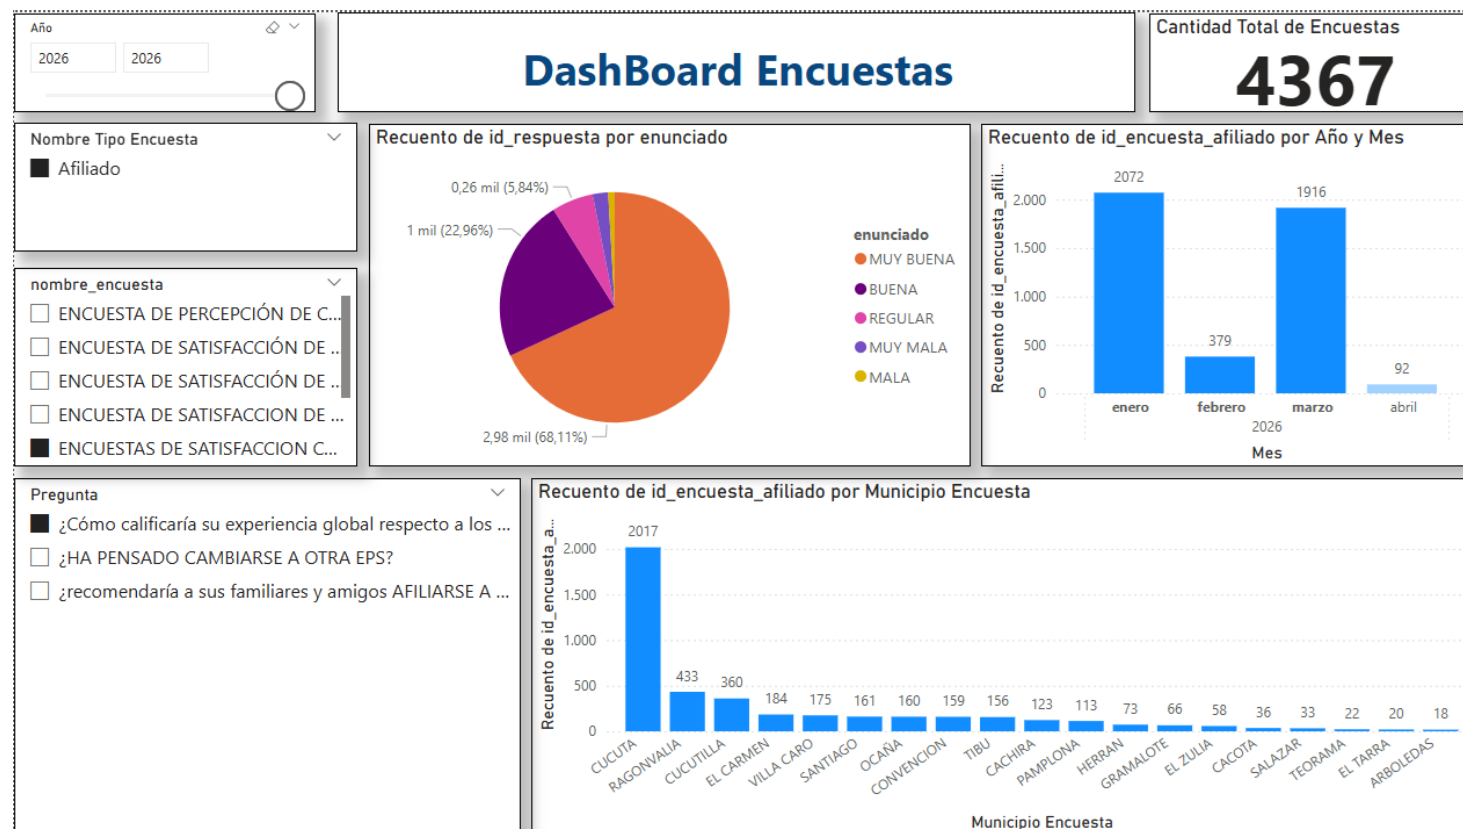 Año
2026 2026
DashBoard Encuestas
Cantidad Total de Encuestas
4367
Nombre Tipo Encuesta
Afiliado
nombre_encuesta
ENCUESTA DE PERCEPCIÓN DE C...
ENCUESTA DE SATISFACCIÓN DE ...
ENCUESTA DE SATISFACCIÓN DE ...
ENCUESTA DE SATISFACCION DE ...
ENCUESTAS DE SATISFACCION C...
Recuento de id_respuesta por enunciado
0,26 mil (5,84%)
1 mil (22,96%)
2,98 mil (68,11%)
enunciado
MUY BUENA
BUENA
REGULAR
MUY MALA
MALA
Recuento de id_encuesta_afiliado por Año y Mes
Recuento de id_encuesta_afili...
2.000
1.500
1.000
500
0
2072
379
1916
92
enero febrero marzo abril
2026
Mes
Pregunta
¿Cómo calificaría su experiencia global respecto a los ...
¿HA PENSADO CAMBIARSE A OTRA EPS?
¿recomendaría a sus familiares y amigos AFILIARSE A ...
Recuento de id_encuesta_afiliado por Municipio Encuesta
Recuento de id_encuesta_a...
2.000
1.500
1.000
500
0
2017 433 360 184 175 161 160 159 156 123 113 73 66 58 36 33 22 20 18
CUCUTA RAGONVALIA CUCUTILLA EL CARMEN VILLA CARO SANTIAGO OCAÑA CONVENCION TIBU CACHIRA PAMPLONA HERRAN GRAMALOTE EL ZULIA CACOTA SALAZAR TEORAMA EL TARRA ARBOLEDAS
Municipio Encuesta